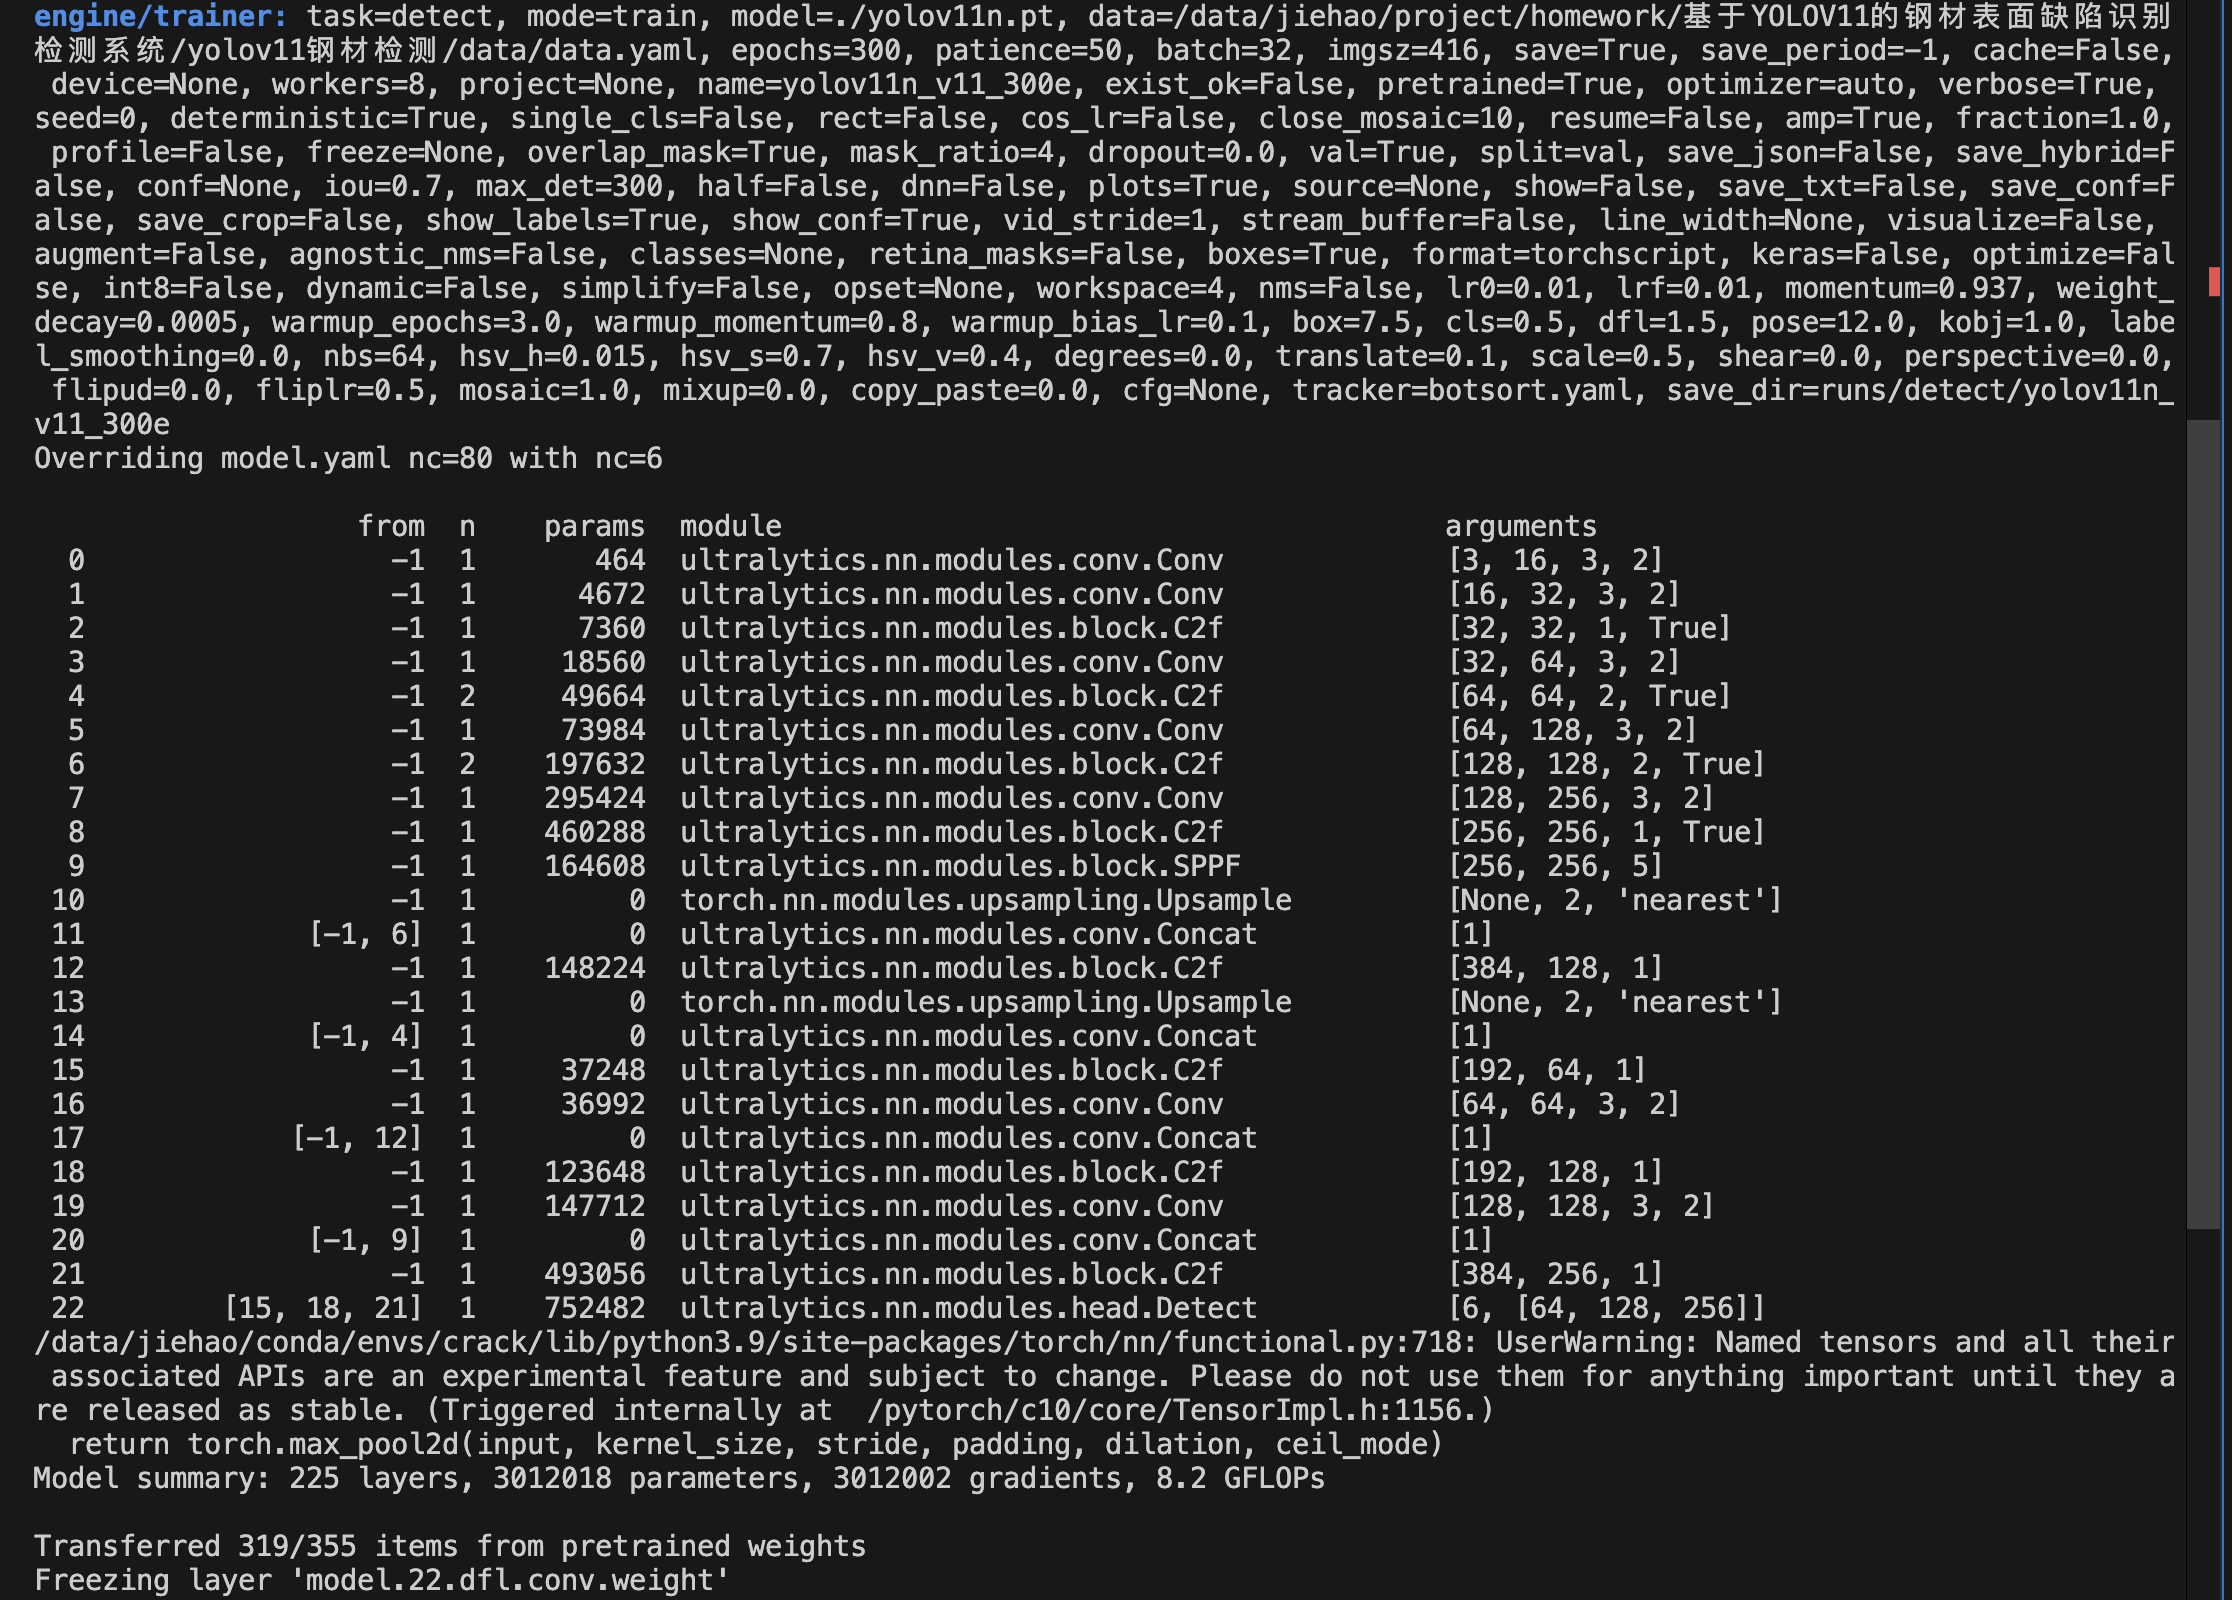 engine/trainer: task=detect, mode=train, model=./yolov11n.pt, data=/data/jiehao/project/homework/基于YOLOV11的钢材表面缺陷识别
检测系统/yolov11钢材检测/data/data.yaml, epochs=300, patience=50, batch=32, imgsz=416, save=True, save_period=-1, cache=False,
device=None, workers=8, project=None, name=yolov11n_v11_300e, exist_ok=False, pretrained=True, optimizer=auto, verbose=True,
seed=0, deterministic=True, single_cls=False, rect=False, cos_lr=False, close_mosaic=10, resume=False, amp=True, fraction=1.0,
profile=False, freeze=None, overlap_mask=True, mask_ratio=4, dropout=0.0, val=True, split=val, save_json=False, save_hybrid=F
alse, conf=None, iou=0.7, max_det=300, half=False, dnn=False, plots=True, source=None, show=False, save_txt=False, save_conf=F
alse, save_crop=False, show_labels=True, show_conf=True, vid_stride=1, stream_buffer=False, line_width=None, visualize=False,
augment=False, agnostic_nms=False, classes=None, retina_masks=False, boxes=True, format=torchscript, keras=False, optimize=Fal
se, int8=False, dynamic=False, simplify=False, opset=None, workspace=4, nms=False, lr0=0.01, lrf=0.01, momentum=0.937, weight_
decay=0.0005, warmup_epochs=3.0, warmup_momentum=0.8, warmup_bias_lr=0.1, box=7.5, cls=0.5, dfl=1.5, pose=12.0, kobj=1.0, labe
l_smoothing=0.0, nbs=64, hsv_h=0.015, hsv_s=0.7, hsv_v=0.4, degrees=0.0, translate=0.1, scale=0.5, shear=0.0, perspective=0.0,
flipud=0.0, fliplr=0.5, mosaic=1.0, mixup=0.0, copy_paste=0.0, cfg=None, tracker=botsort.yaml, save_dir=runs/detect/yolov11n_
v11_300e
Overriding model.yaml nc=80 with nc=6
from n params module arguments
0 -1 1 464 ultralytics.nn.modules.conv.Conv [3, 16, 3, 2]
1 -1 1 4672 ultralytics.nn.modules.conv.Conv [16, 32, 3, 2]
2 -1 1 7360 ultralytics.nn.modules.block.C2f [32, 32, 1, True]
3 -1 1 18560 ultralytics.nn.modules.conv.Conv [32, 64, 3, 2]
4 -1 2 49664 ultralytics.nn.modules.block.C2f [64, 64, 2, True]
5 -1 1 73984 ultralytics.nn.modules.conv.Conv [64, 128, 3, 2]
6 -1 2 197632 ultralytics.nn.modules.block.C2f [128, 128, 2, True]
7 -1 1 295424 ultralytics.nn.modules.conv.Conv [128, 256, 3, 2]
8 -1 1 460288 ultralytics.nn.modules.block.C2f [256, 256, 1, True]
9 -1 1 164608 ultralytics.nn.modules.block.SPPF [256, 256, 5]
10 -1 1 0 torch.nn.modules.upsampling.Upsample [None, 2, 'nearest']
11 [-1, 6] 1 0 ultralytics.nn.modules.conv.Concat [1]
12 -1 1 148224 ultralytics.nn.modules.block.C2f [384, 128, 1]
13 -1 1 0 torch.nn.modules.upsampling.Upsample [None, 2, 'nearest']
14 [-1, 4] 1 0 ultralytics.nn.modules.conv.Concat [1]
15 -1 1 37248 ultralytics.nn.modules.block.C2f [192, 64, 1]
16 -1 1 36992 ultralytics.nn.modules.conv.Conv [64, 64, 3, 2]
17 [-1, 12] 1 0 ultralytics.nn.modules.conv.Concat [1]
18 -1 1 123648 ultralytics.nn.modules.block.C2f [192, 128, 1]
19 -1 1 147712 ultralytics.nn.modules.conv.Conv [128, 128, 3, 2]
20 [-1, 9] 1 0 ultralytics.nn.modules.conv.Concat [1]
21 -1 1 493056 ultralytics.nn.modules.block.C2f [384, 256, 1]
22 [15, 18, 21] 1 752482 ultralytics.nn.modules.head.Detect [6, [64, 128, 256]]
/data/jiehao/conda/envs/crack/lib/python3.9/site-packages/torch/nn/functional.py:718: UserWarning: Named tensors and all their
associated APIs are an experimental feature and subject to change. Please do not use them for anything important until they a
re released as stable. (Triggered internally at  /pytorch/c10/core/TensorImpl.h:1156.)
return torch.max_pool2d(input, kernel_size, stride, padding, dilation, ceil_mode)
Model summary: 225 layers, 3012018 parameters, 3012002 gradients, 8.2 GFLOPs
Transferred 319/355 items from pretrained weights
Freezing layer 'model.22.dfl.conv.weight'